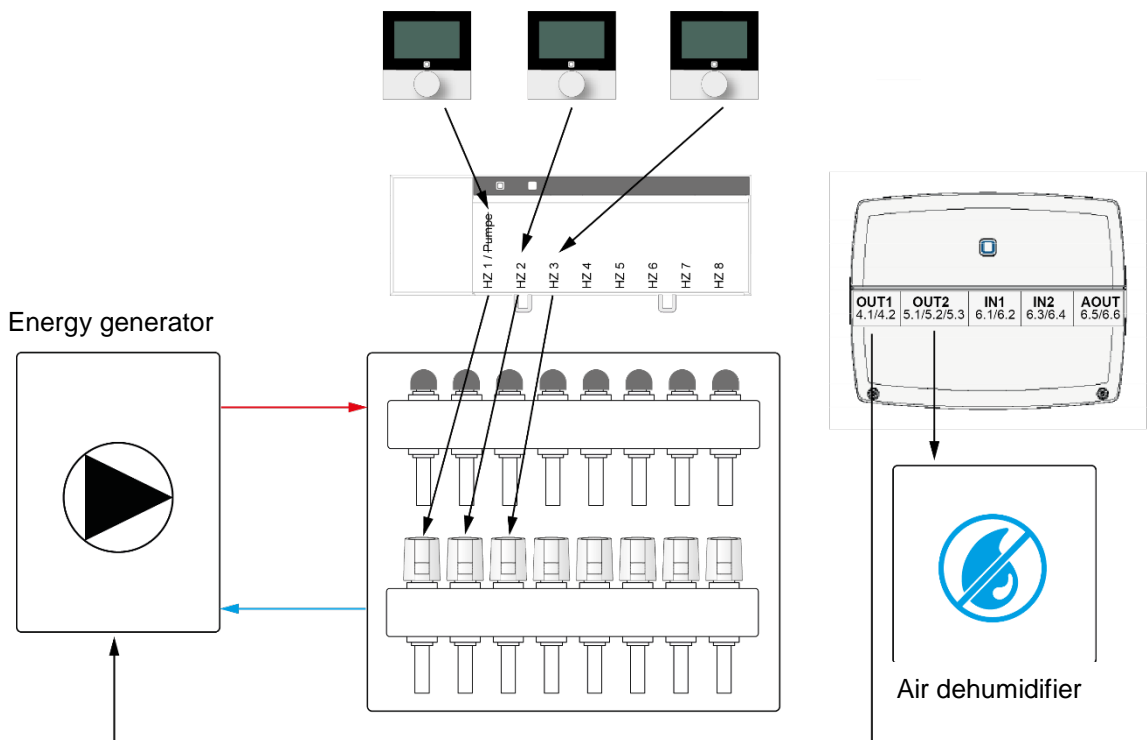 HZ 1 / Pumpe
HZ 2
HZ 3
HZ 4
HZ 5
HZ 6
HZ 7
HZ 8
OUT1 OUT2 IN1 IN2 AOUT
4.1/4.2 5.1/5.2/5.3 6.1/6.2 6.3/6.4 6.5/6.6
Energy generator
Air dehumidifier